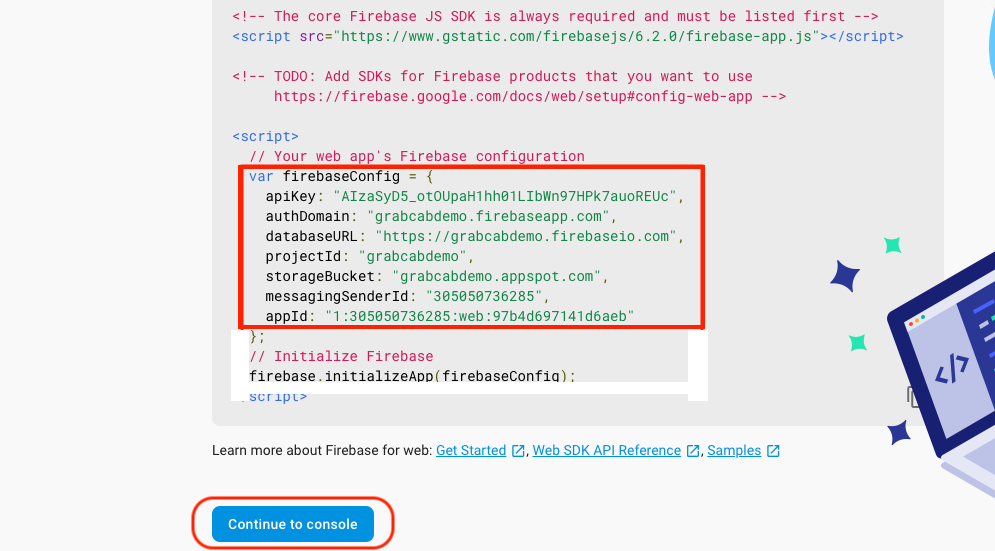 <!-- The core Firebase JS SDK is always required and must be listed first -->
<script src="https://www.gstatic.com/firebasejs/6.2.0/firebase-app.js"></script>
<!-- TODO: Add SDKs for Firebase products that you want to use
https://firebase.google.com/docs/web/setup#config-web-app -->
<script>
// Your web app's Firebase configuration
var firebaseConfig = {
apiKey: "AIzaSyD5_otOUpaH1hh01LIbWn97HPk7auoREUc",
authDomain: "grabcabdemo.firebaseapp.com",
databaseURL: "https://grabcabdemo.firebaseio.com",
projectId: "grabcabdemo",
storageBucket: "grabcabdemo.appspot.com",
messagingSenderId: "305050736285",
appId: "1:305050736285:web:97b4d697141d6aeb"
};
// Initialize Firebase
firebase.initializeApp(firebaseConfig);
script>
Learn more about Firebase for web: Get Started, Web SDK API Reference, Samples
</>
Continue to console